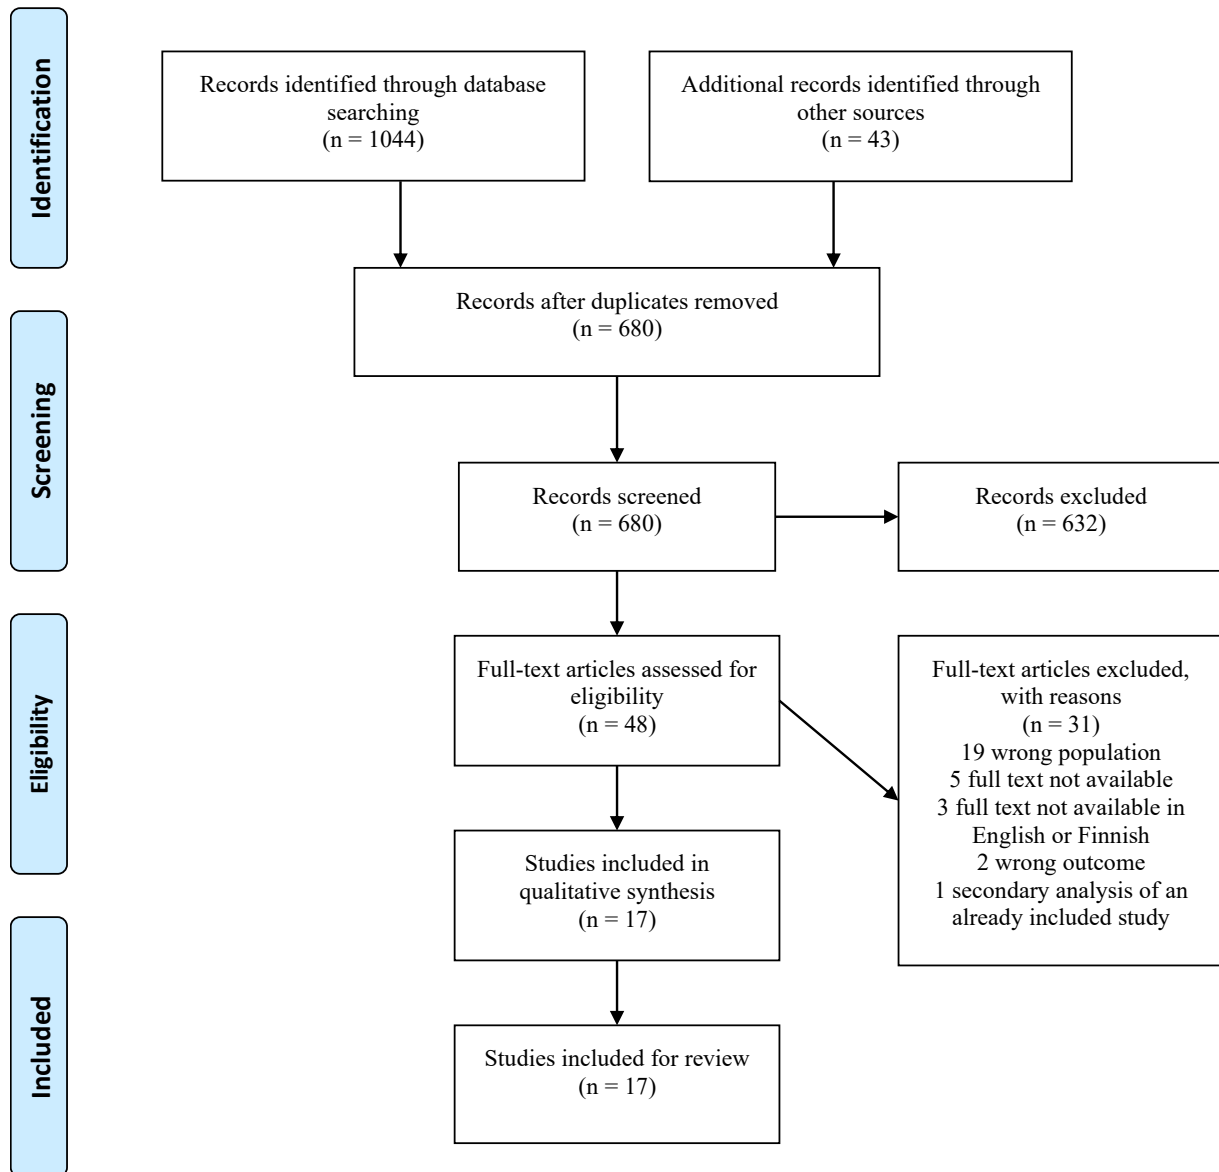 Identification
Records identified through database
searching
(n = 1044)
Additional records identified through
other sources
(n = 43)
Records after duplicates removed
(n = 680)
Screening
Records screened
(n = 680)
Records excluded
(n = 632)
Eligibility
Full-text articles assessed for
eligibility
(n = 48)
Full-text articles excluded,
with reasons
(n = 31)
19 wrong population
5 full text not available
3 full text not available in
English or Finnish
2 wrong outcome
1 secondary analysis of an
already included study
Studies included in
qualitative synthesis
(n = 17)
Included
Studies included for review
(n = 17)